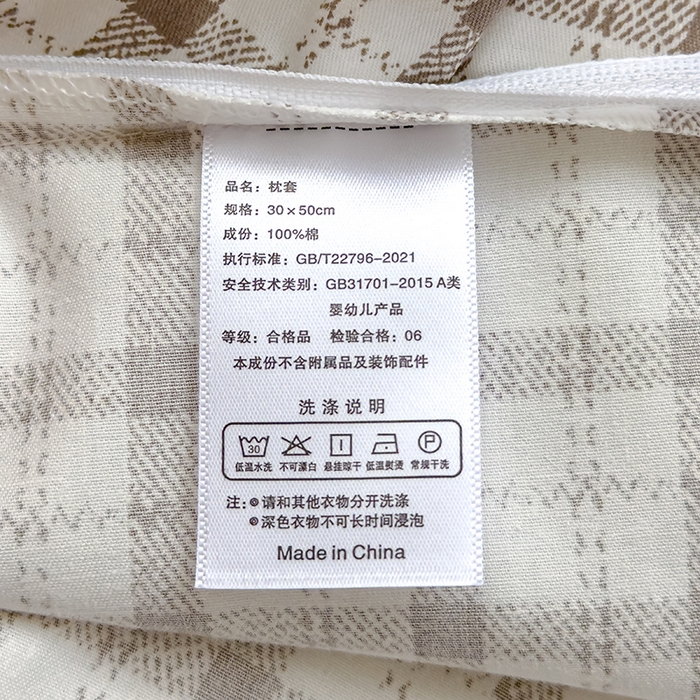 品名：枕套
规格：30×50cm
成份：100%棉
执行标准：GB/T22796-2021
安全技术类别：GB31701-2015 A类
婴幼儿产品
等级：合格品 检验合格：06
本成份不含附属品及装饰配件
洗涤说明
30 P
低温水洗 不可漂白 悬挂晾干 低温熨烫 常规干洗
注：⊙请和其他衣物分开洗涤
⊙深色衣物不可长时间浸泡
Made in China